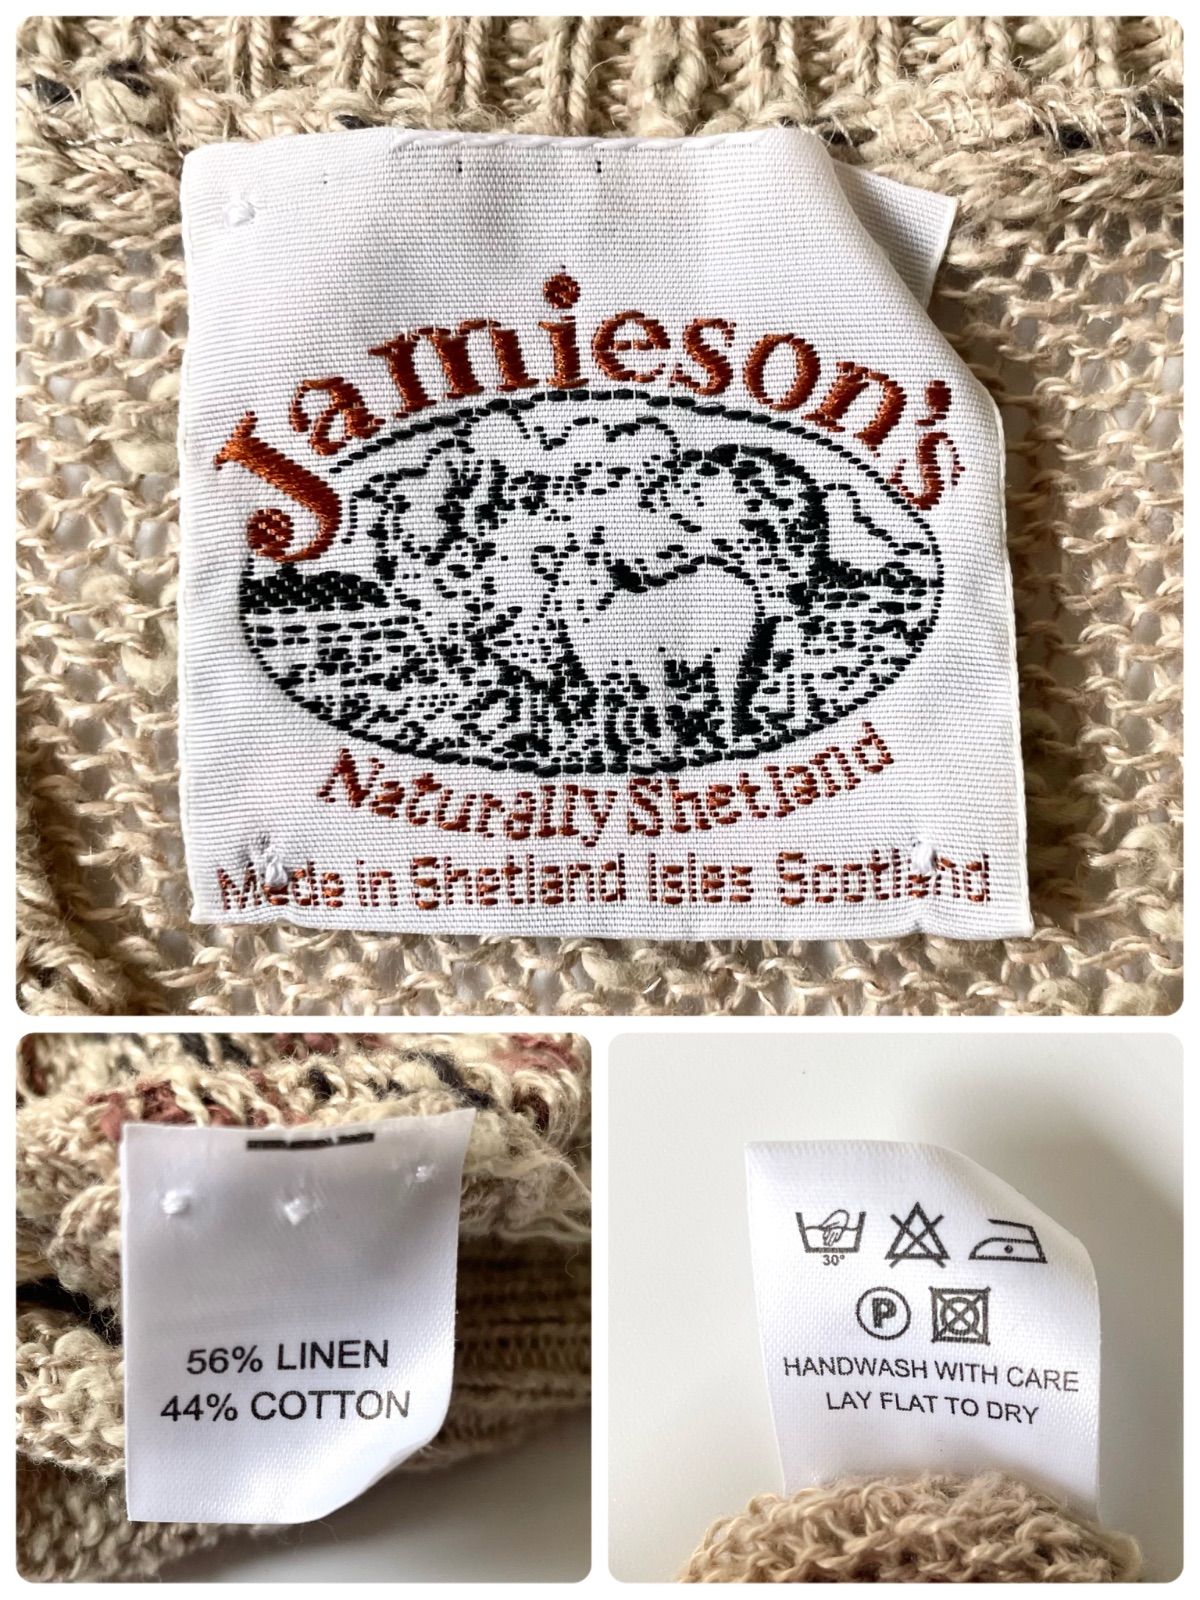 Jamieson's
Naturally Shetland
Made in Shetland Isles Scotland
56% LINEN
44% COTTON
30°
P
HANDWASH WITH CARE
LAY FLAT TO DRY